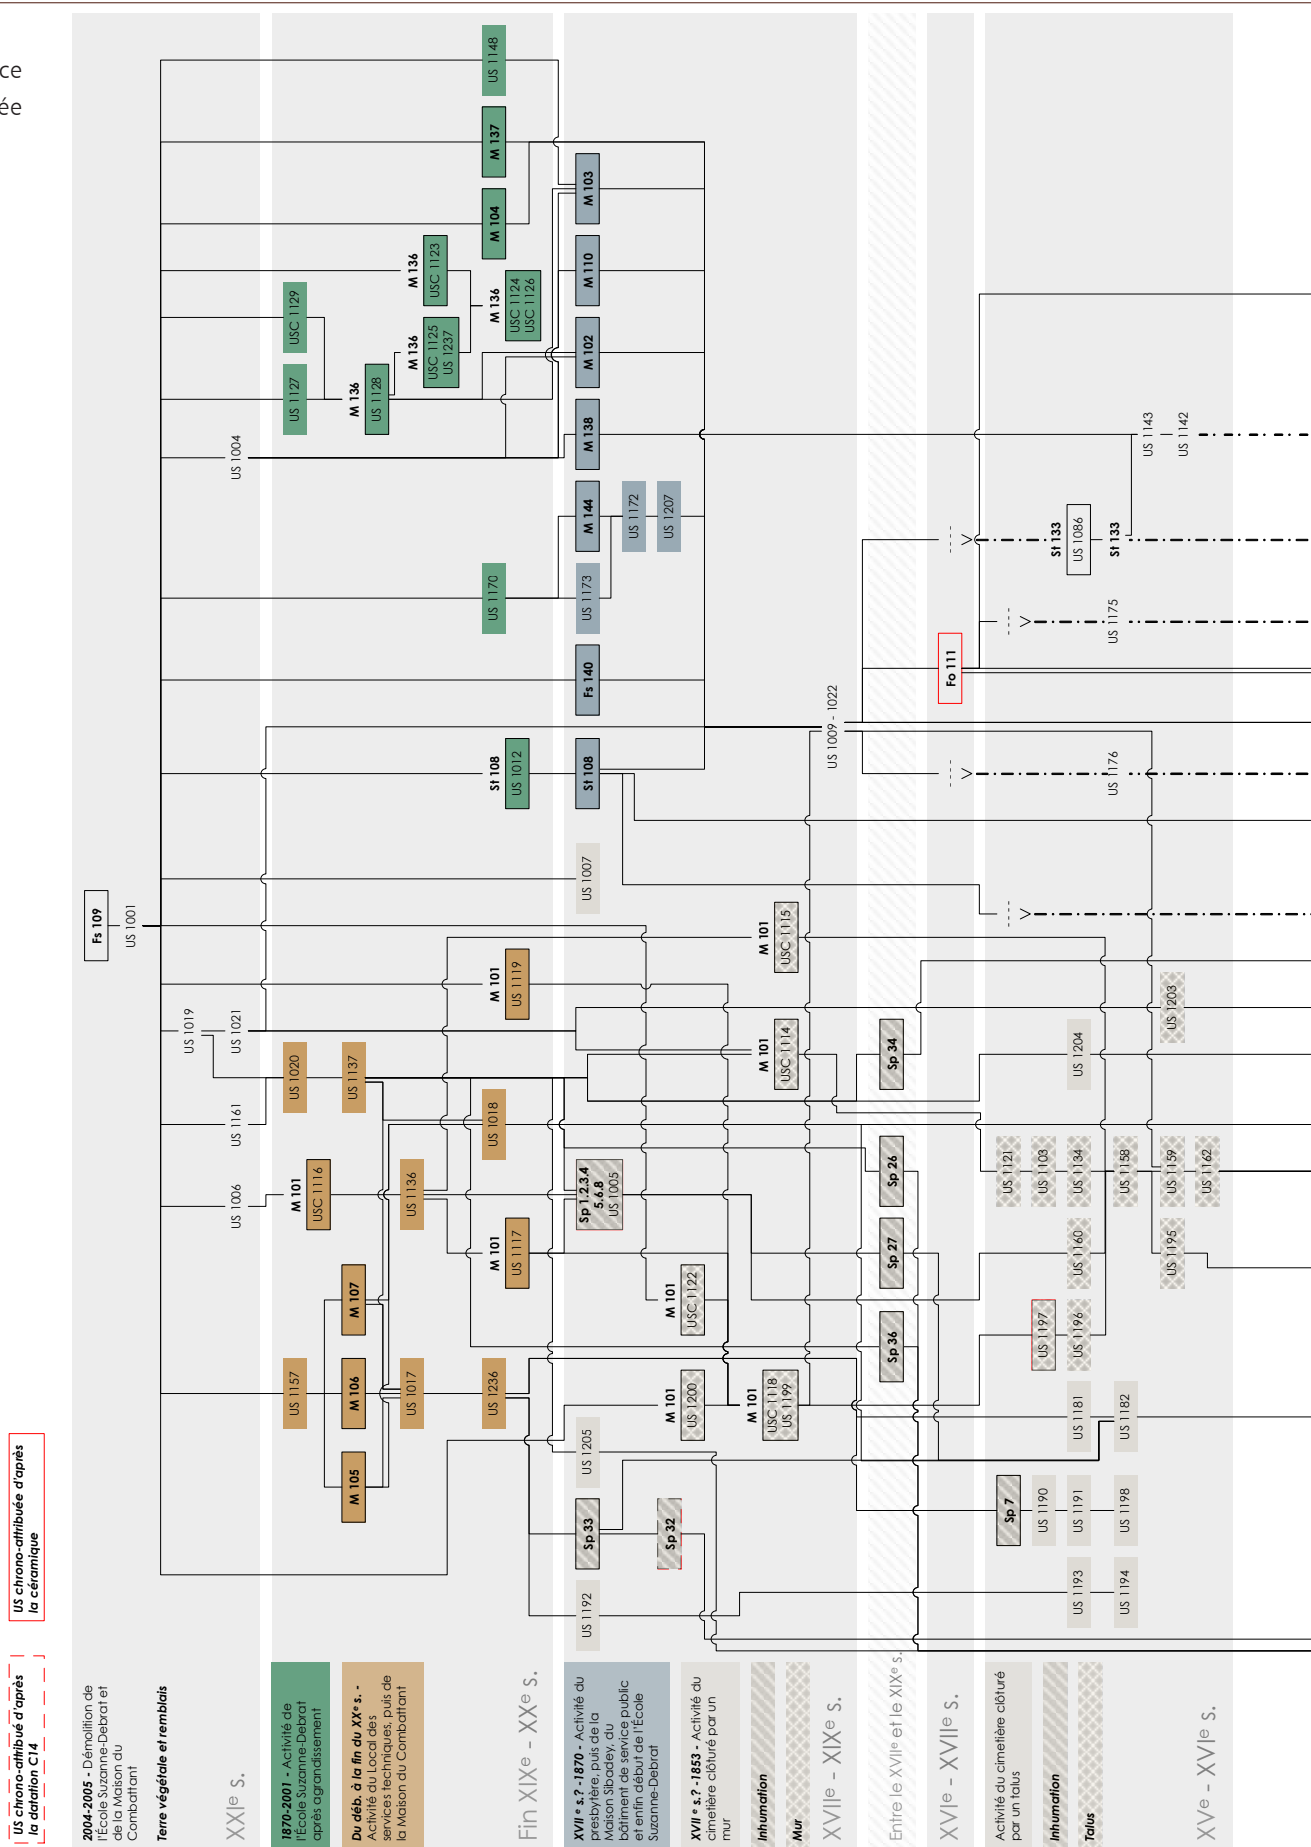 ce
ée
US chrono-attribué d'après
la datation C14
US chrono-attribuée d'après
la céramique
2004-2005 - Démolition de
l'École Suzanne-Debrat et
de la Maison du
Combattant
Terre végétale et remblais
XXIe s.
Fs 109
US 1001
US 1019
US 1021
US 1161
US 1006
US 1004
1870-2001 - Activité de
l'École Suzanne-Debrat
après agrandissement
Du déb. à la fin du XXe s. -
Activité du Local des
services techniques, puis de
la Maison du Combattant
Fin XIXe - XXe s.
US 1157
M 105
M 106
M 107
US 1017
US 1236
M 101
USC 1116
US 1136
M 101
US 1117
US 1020
US 1137
US 1018
M 101
US 1119
St 108
US 1012
US 1170
US 1127
USC 1129
M 136
US 1128
M 136
USC 1125
US 1237
M 136
USC 1123
M 136
USC 1124
USC 1126
M 104
M 137
US 1148
XVIIe s.? -1870 - Activité du
presbytère, puis de la
Maison Sibadey, du
bâtiment de service public
et enfin début de l'École
Suzanne-Debrat
XVIIe s.? -1853 - Activité du
cimetière clôturé par un
mur
Inhumation
Mur
XVIIe - XIXe s.
US 1192
Sp 33
Sp 32
US 1205
M 101
US 1200
M 101
USC 1118
US 1199
M 101
USC 1122
Sp 1.2.3.4
5.6.8
US 1005
M 101
USC 1114
M 101
USC 1115
US 1007
St 108
Fs 140
US 1173
M 144
US 1172
US 1207
M 138
M 102
M 110
M 103
US 1009 - 1022
Entre le XVIIe et le XIXe s.
Sp 36
Sp 27
Sp 26
Sp 34
XVIe - XVIIe s.
Fo 111
Activité du cimetière clôturé
par un talus
Inhumation
Talus
XVe - XVIe s.
US 1193
US 1194
Sp 7
US 1190
US 1191
US 1198
US 1181
US 1182
US 1197
US 1196
US 1160
US 1195
US 1121
US 1103
US 1134
US 1158
US 1159
US 1162
US 1204
US 1203
US 1176
US 1175
St 133
US 1086
St 133
US 1143
US 1142